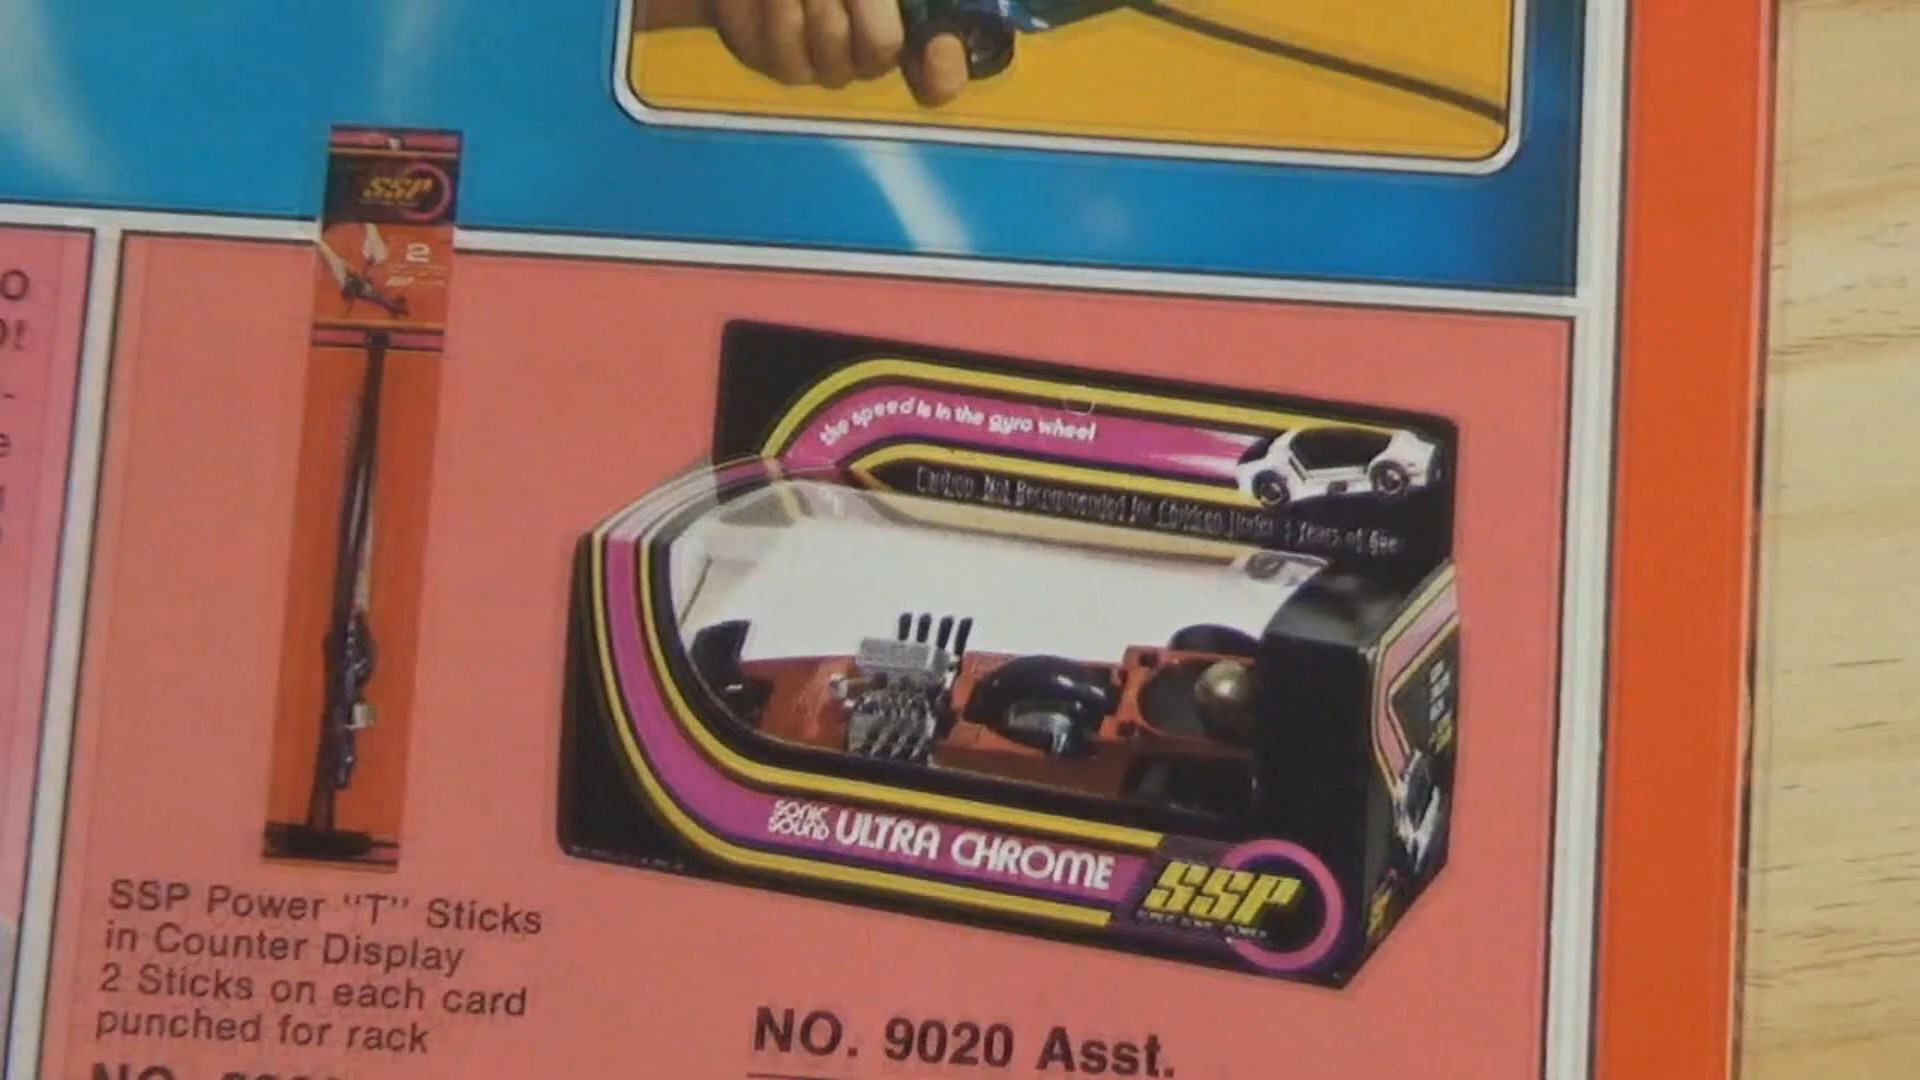 SSP
2
the speed is in the gyro wheel
Caution: Not Recommended for Children Under 3 Years of Age
SONIC
SOUND
ULTRA CHROME
SSP
SSP Power "T" Sticks
in Counter Display
2 Sticks on each card
punched for rack
NO.
NO. 9020 Asst.